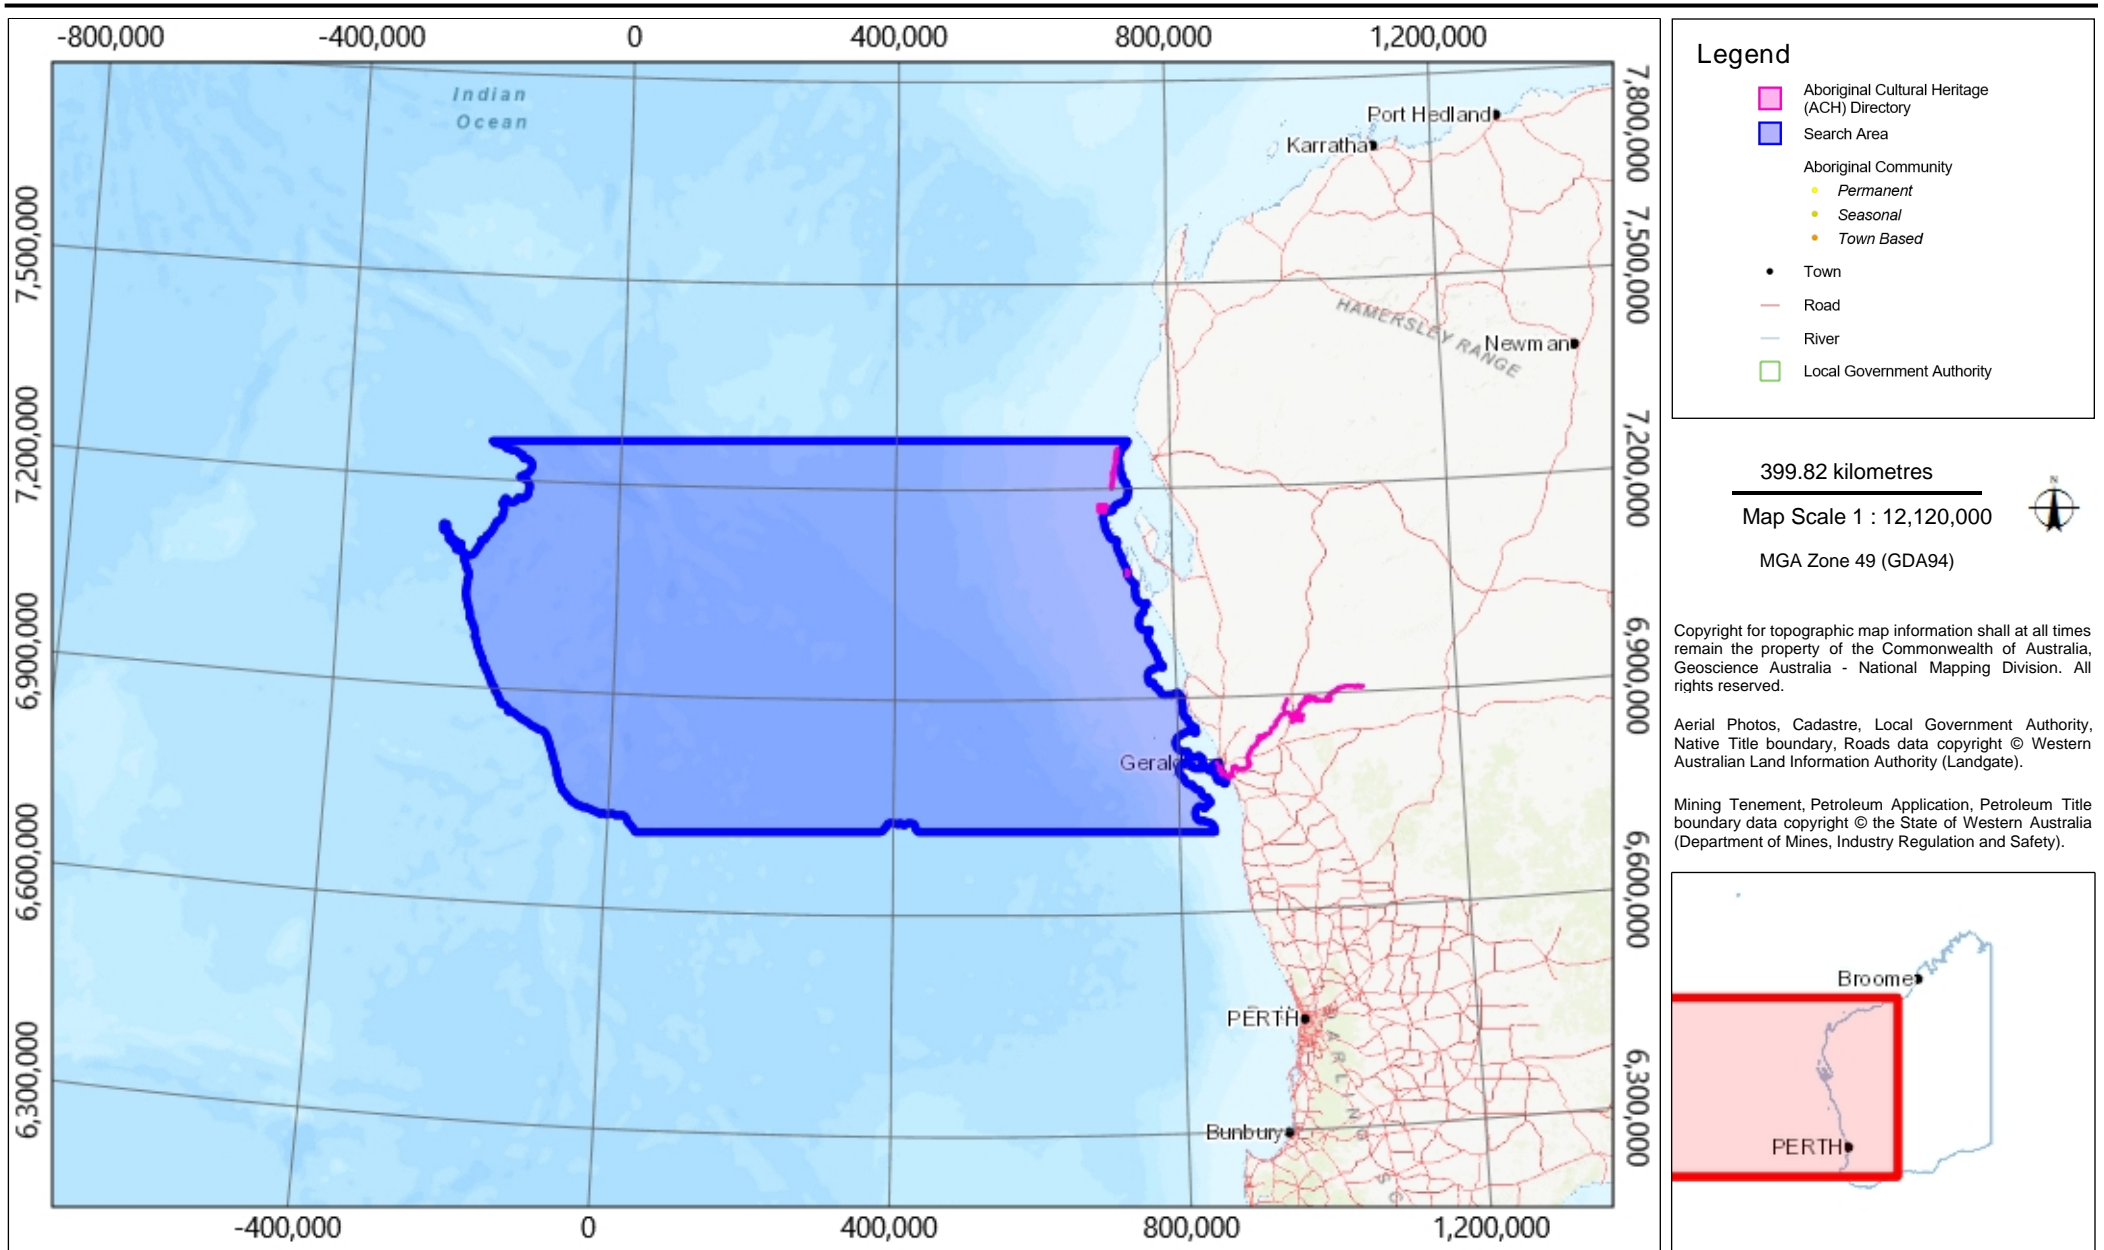 -800,000
-400,000
0
400,000
800,000
1,200,000
Indian
Ocean
Port Hedland
Karratha
HAMERSLEY RANGE
Newman
Geral
PERTH
DARLING
SC
Bunbury
7,500,000
7,200,000
6,900,000
6,600,000
6,300,000
7,800,000
7,500,000
7,200,000
6,900,000
6,600,000
6,300,000
-400,000
0
400,000
800,000
1,200,000
Legend
Aboriginal Cultural Heritage
(ACH) Directory
Search Area
Aboriginal Community
Permanent
Seasonal
Town Based
Town
Road
River
Local Government Authority
399.82 kilometres
Map Scale 1 : 12,120,000
MGA Zone 49 (GDA94)
N
Copyright for topographic map information shall at all times
remain the property of the Commonwealth of Australia,
Geoscience Australia - National Mapping Division. All
rights reserved.
Aerial Photos, Cadastre, Local Government Authority,
Native Title boundary, Roads data copyright © Western
Australian Land Information Authority (Landgate).
Mining Tenement, Petroleum Application, Petroleum Title
boundary data copyright © the State of Western Australia
(Department of Mines, Industry Regulation and Safety).
Broome
PERTH